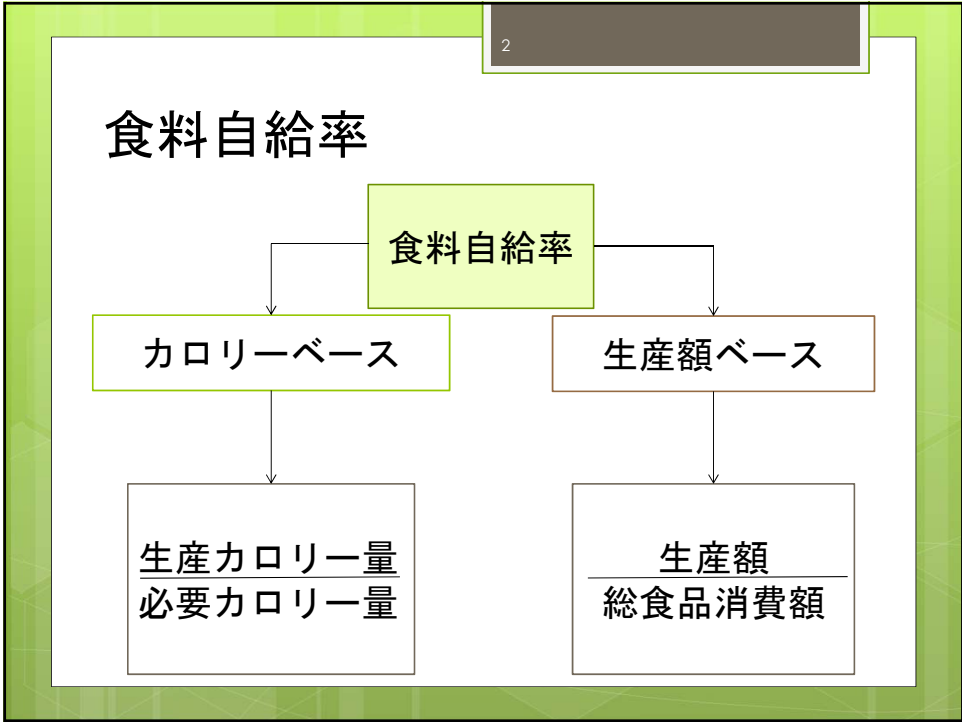 2
食料自給率
食料自給率
カロリーベース
生産額ベース
生産カロリー量
必要カロリー量
生産額
総食品消費額